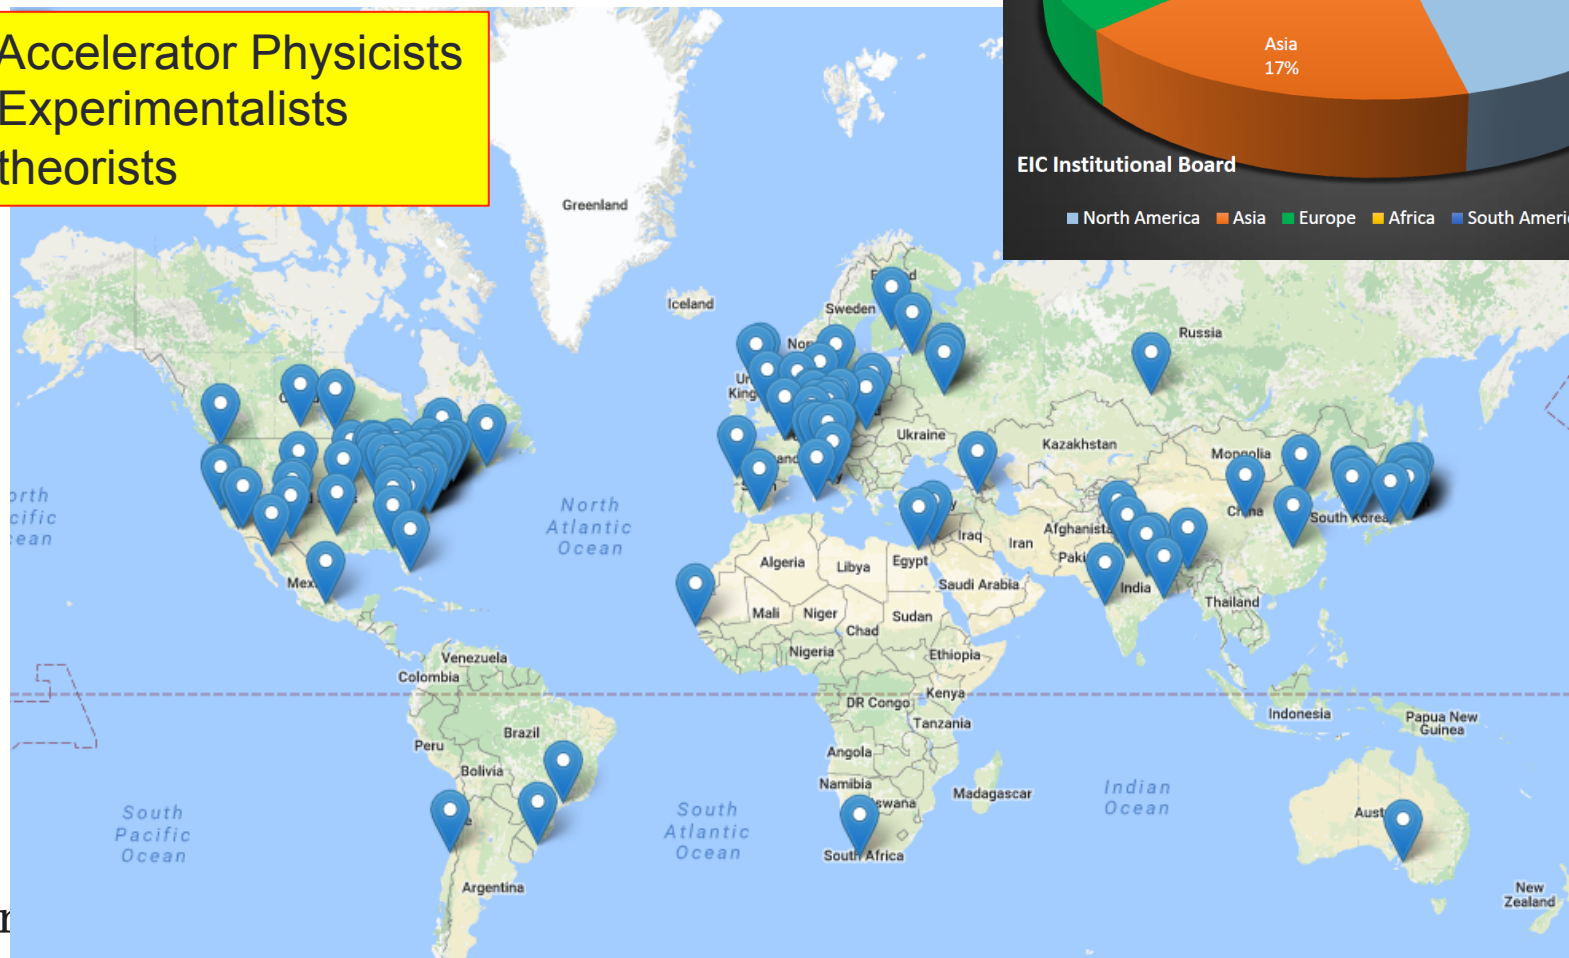 Accelerator Physicists
Experimentalists
theorists
Asia
17%
EIC Institutional Board
North America Asia Europe Africa South Ameri
Greenland
Iceland
Sweden
Russia
Ukraine
Kazakhstan
Mongolia
South Korea
North
Atlantic
Ocean
Afghanista
Iraq
Iran
Algeria
Libya
Egypt
Saudi Arabia
India
Thailand
Mali
Niger
Sudan
Chad
Nigeria
Ethiopia
Venezuela
Colombia
DR Congo
Kenya
Tanzania
Indonesia
Papua New
Guinea
Brazil
Peru
Bolivia
Angola
Namibia
Madagascar
Indian
Ocean
South
Pacific
Ocean
South
Atlantic
Ocean
South Africa
Argentina
New
Zealand